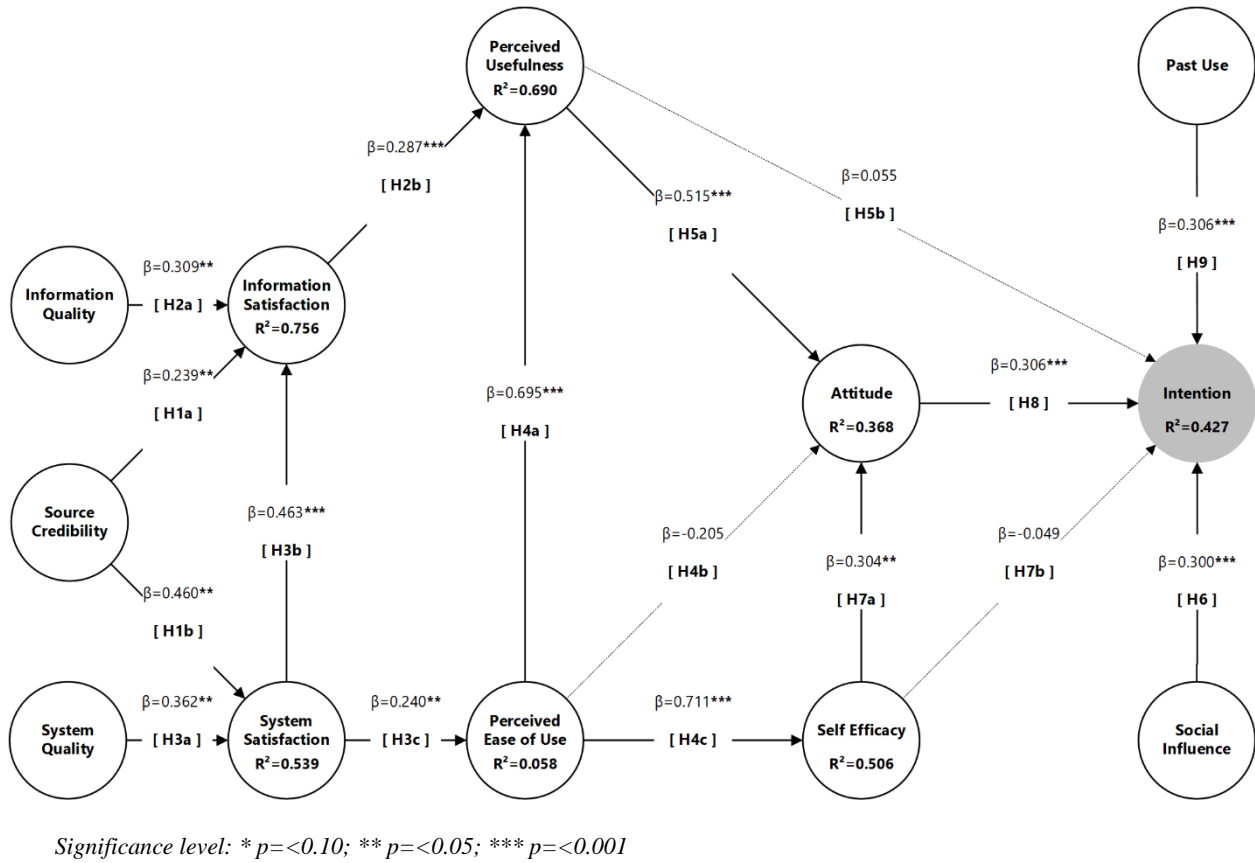 Perceived
Usefulness
R²=0.690
Past Use
β=0.287***
[ H2b ]
β=0.515***
[ H5a ]
β=0.055
[ H5b ]
β=0.306***
[ H9 ]
Information
Quality
β=0.309**
[ H2a ]
Information
Satisfaction
R²=0.756
β=0.239**
[ H1a ]
β=0.695***
[ H4a ]
Attitude
R²=0.368
β=0.306***
[ H8 ]
Intention
R²=0.427
Source
Credibility
β=0.463***
[ H3b ]
β=0.460**
[ H1b ]
β=-0.205
[ H4b ]
β=0.304**
[ H7a ]
β=-0.049
[ H7b ]
β=0.300***
[ H6 ]
System
Quality
β=0.362**
[ H3a ]
System
Satisfaction
R²=0.539
β=0.240**
[ H3c ]
Perceived
Ease of Use
R²=0.058
β=0.711***
[ H4c ]
Self Efficacy
R²=0.506
Social
Influence
Significance level: * p=<0.10; ** p=<0.05; *** p=<0.001